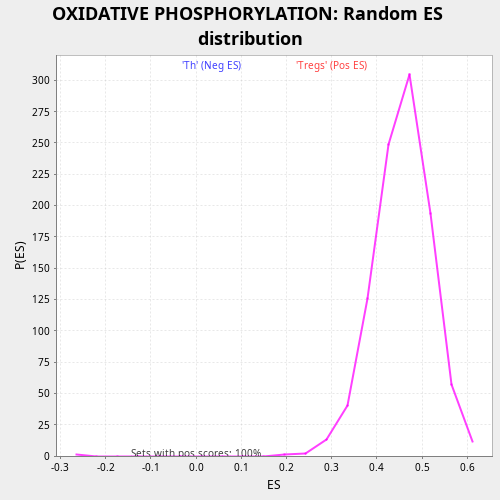 OXIDATIVE PHOSPHORYLATION: Random ES
distribution
'Th' (Neg ES)
'Tregs' (Pos ES)
300
275
250
225
200
175
150
125
100
75
50
25
0
P(ES)
Sets with pos scores: 100%
-0.3 -0.2 -0.1 0.0 0.1 0.2 0.3 0.4 0.5 0.6
ES